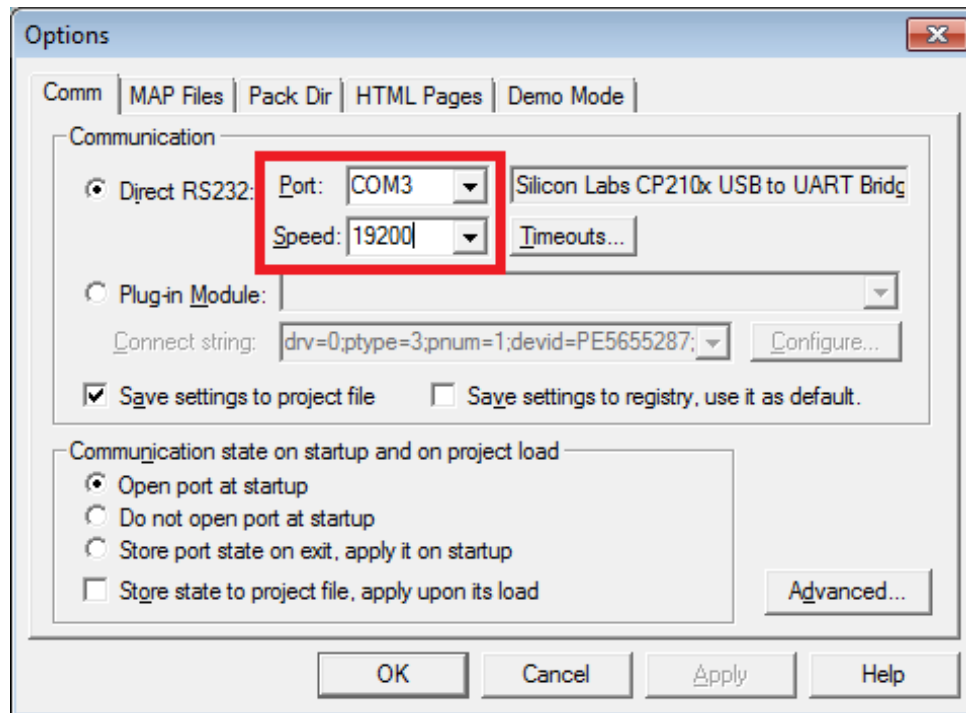 Options
Comm MAP Files Pack Dir HTML Pages Demo Mode
Communication
Direct RS232: Port: COM3 Silicon Labs CP210x USB to UART Bridg
Speed: 19200 Timeouts...
Plug-in Module:
Connect string: drv=0;ptype=3;pnum=1;devid=PE5655287; Configure...
Save settings to project file Save settings to registry, use it as default.
Communication state on startup and on project load
Open port at startup
Do not open port at startup
Store port state on exit, apply it on startup
Store state to project file, apply upon its load Advanced...
OK Cancel Apply Help